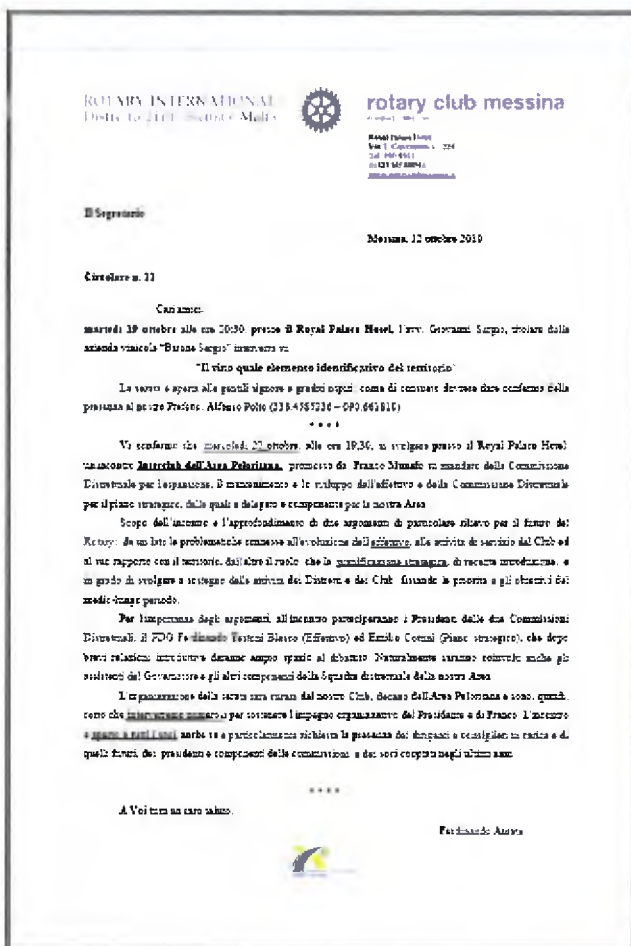 ROTARY INTERNATIONAL
Distretto 2110 Sicilia e Malta
rotary club messina
Royal Palace Hotel
Il Segretario
Messina, 12 ottobre 2010
Circolare n. 11
Cari amici,
martedì 19 ottobre alle ore 20:30, presso il Royal Palace Hotel, l'avv. Giovanni Sergio, titolare della
azienda vinicola "Barone Sergio" interverrà su
"Il vino quale elemento identificativo del territorio"
La serata è aperta alle gentili signore e graditi ospiti, come di consueto dovrete dare conferma della
presenza al nostro Prefetto, Alfonso Polto
* * * *
Vi confermo che mercoledì 27 ottobre, alle ore 19,30, si svolgerà presso il Royal Palace Hotel
un incontro Interclub dell'Area Peloritana, promosso da Franco Munafò su mandato della Commissione
Distrettuale per l'espansione, il mantenimento e lo sviluppo dell'effettivo e della Commissione Distrettuale
per il piano strategico, delle quali è delegato e componente per la nostra Area
Scopo dell'incontro è l'approfondimento di due argomenti di particolare rilievo per il futuro del
Rotary: da un lato le problematiche connesse all'evoluzione dell'effettivo, alle attività di servizio del Club ed
al suo rapporto con il territorio, dall'altro il ruolo che la pianificazione strategica, di recente introduzione, è
in grado di svolgere a sostegno delle attività dei Distretti e dei Club, fissando le priorità e gli obiettivi del
medio-lungo periodo.
Per l'importanza degli argomenti, all'incontro parteciperanno i Presidenti delle due Commissioni
Distrettuali, il PDG Ferdinando Testoni Blasco (Effettivo) ed Emilio Cottini (Piano strategico), che dopo
brevi relazioni introduttive daranno ampio spazio al dibattito. Naturalmente saranno coinvolti anche gli
assistenti del Governatore e gli altri componenti della Squadra distrettuale della nostra Area
L'organizzazione della serata sarà curata dal nostro Club, decano dell'Area Peloritana e sono, quindi,
certo che interverrete numerosi per sostenere l'impegno organizzativo del Presidente e di Franco. L'incontro
è aperto a tutti i soci anche se è particolarmente richiesta la presenza dei dirigenti e consiglieri in carica e di
quelli futuri, dei presidenti e componenti delle commissioni e dei soci cooptati negli ultimi anni
* * * *
A Voi tutti un caro saluto.
Ferdinando Amata